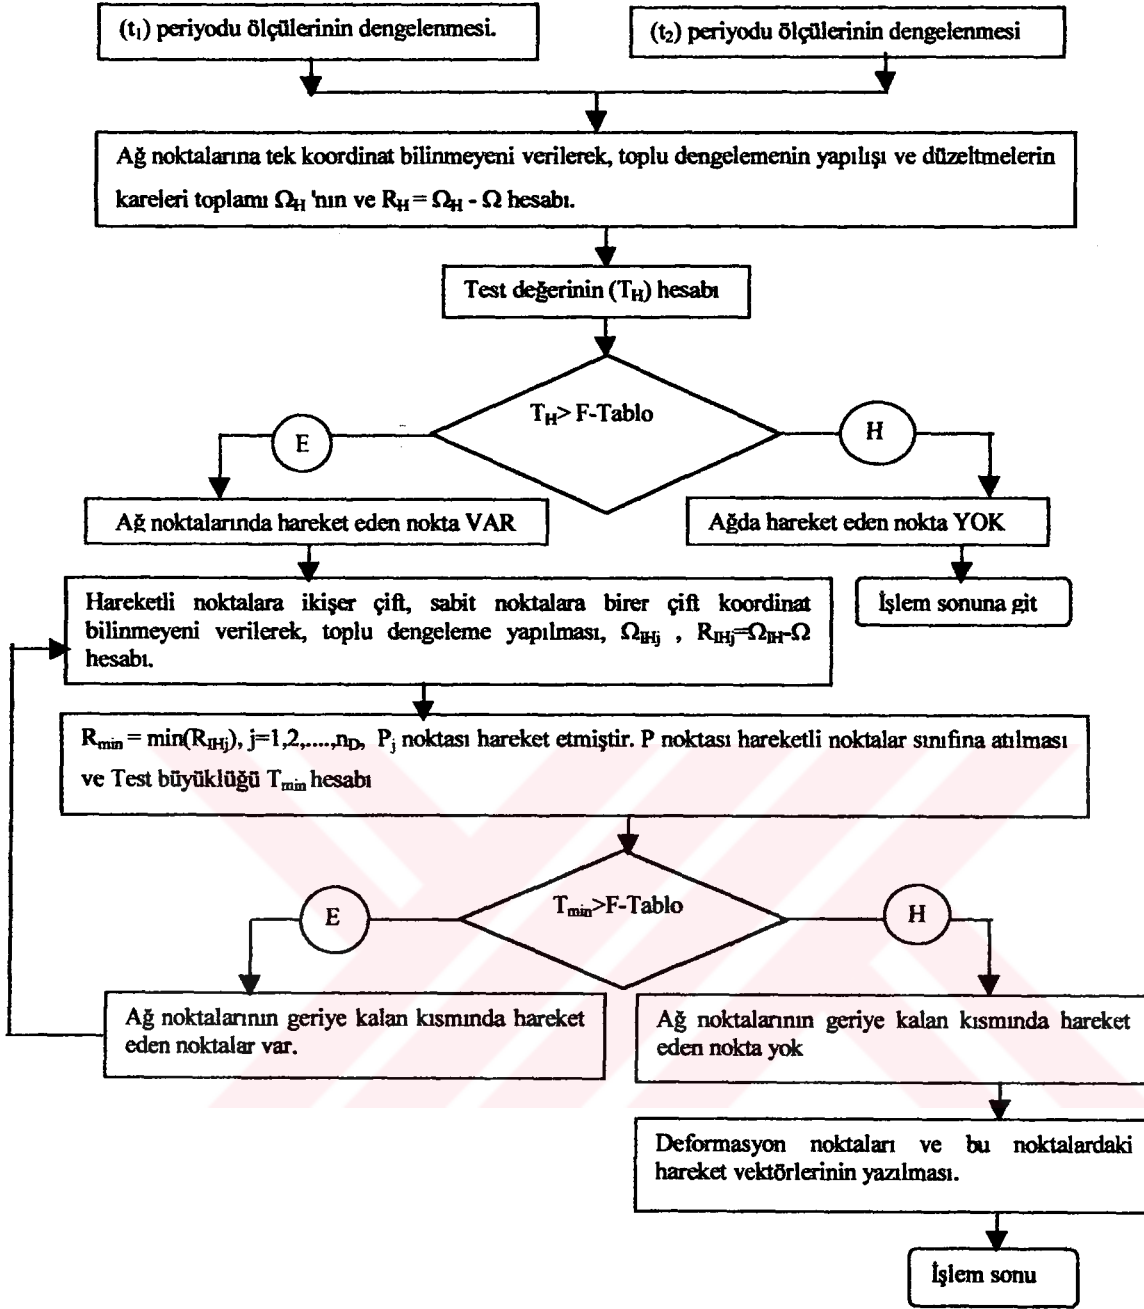 (t₁) periyodu ölçülerinin dengelenmesi.
(t₂) periyodu ölçülerinin dengelenmesi
Ağ noktalarına tek koordinat bilinmeyeni verilerek, toplu dengelemenin yapılışı ve düzeltmelerin
kareleri toplamı Ω_H 'nın ve R_H = Ω_H - Ω hesabı.
Test değerinin (T_H) hesabı
T_H> F-Tablo
E
H
Ağ noktalarında hareket eden nokta VAR
Ağda hareket eden nokta YOK
İşlem sonuna git
Hareketli noktalara ikişer çift, sabit noktalara birer çift koordinat
bilinmeyeni verilerek, toplu dengeleme yapılması, Ω_IHj , R_IHj=Ω_IH-Ω
hesabı.
R_min = min(R_IHj), j=1,2,....,n_D, P_j noktası hareket etmiştir. P noktası hareketli noktalar sınıfına atılması
ve Test büyüklüğü T_min hesabı
T_min>F-Tablo
E
H
Ağ noktalarının geriye kalan kısmında hareket
eden noktalar var.
Ağ noktalarının geriye kalan kısmında hareket
eden nokta yok
Deformasyon noktaları ve bu noktalardaki
hareket vektörlerinin yazılması.
İşlem sonu